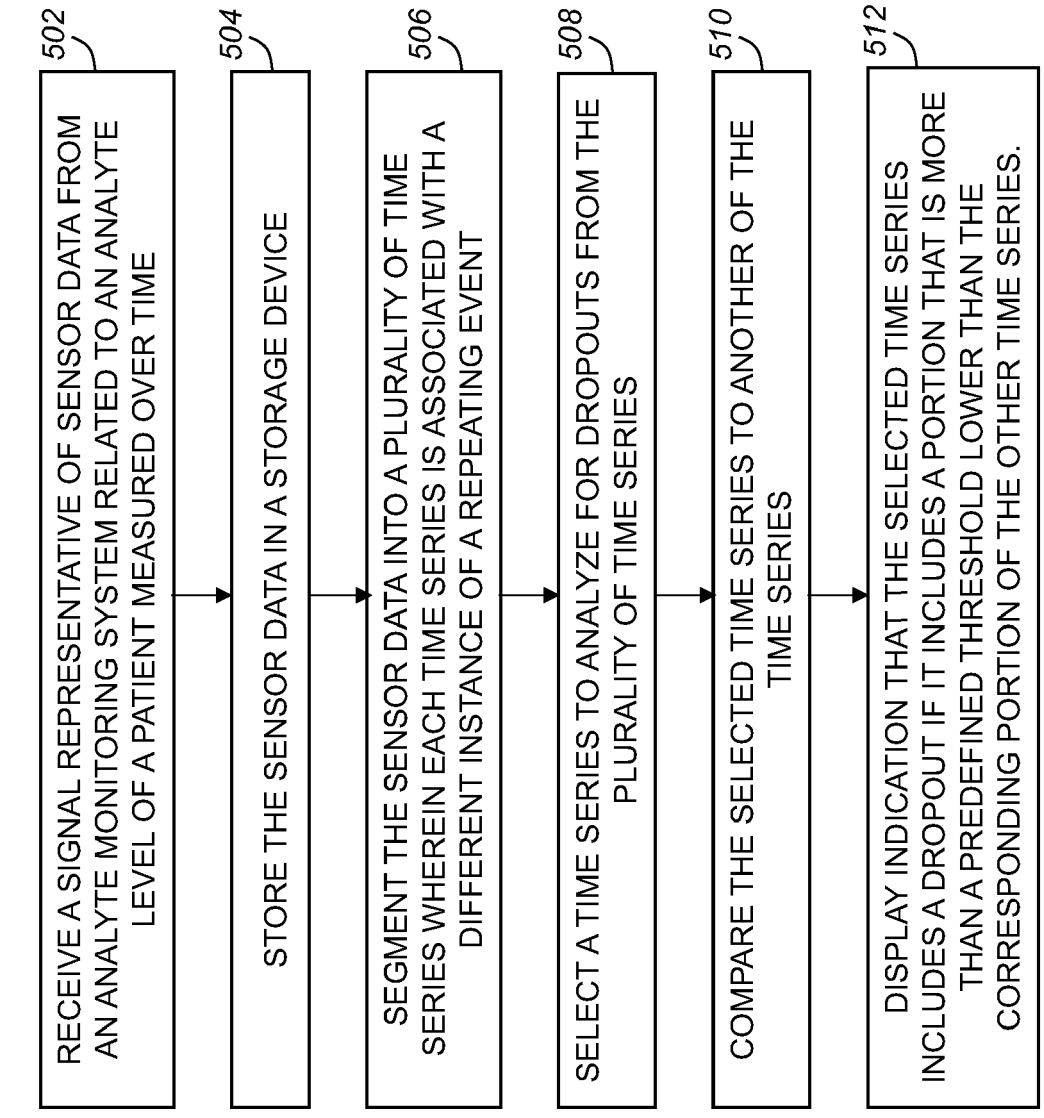 502
RECEIVE A SIGNAL REPRESENTATIVE OF SENSOR DATA FROM
AN ANALYTE MONITORING SYSTEM RELATED TO AN ANALYTE
LEVEL OF A PATIENT MEASURED OVER TIME
504
STORE THE SENSOR DATA IN A STORAGE DEVICE
506
SEGMENT THE SENSOR DATA INTO A PLURALITY OF TIME
SERIES WHEREIN EACH TIME SERIES IS ASSOCIATED WITH A
DIFFERENT INSTANCE OF A REPEATING EVENT
508
SELECT A TIME SERIES TO ANALYZE FOR DROPOUTS FROM THE
PLURALITY OF TIME SERIES
510
COMPARE THE SELECTED TIME SERIES TO ANOTHER OF THE
TIME SERIES
512
DISPLAY INDICATION THAT THE SELECTED TIME SERIES
INCLUDES A DROPOUT IF IT INCLUDES A PORTION THAT IS MORE
THAN A PREDEFINED THRESHOLD LOWER THAN THE
CORRESPONDING PORTION OF THE OTHER TIME SERIES.